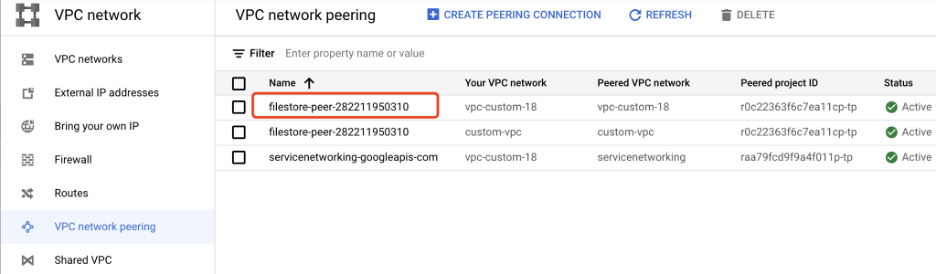 VPC network
VPC network peering
CREATE PEERING CONNECTION
REFRESH
DELETE
VPC networks
External IP addresses
Bring your own IP
Firewall
Routes
VPC network peering
Shared VPC
Filter Enter property name or value
Name Your VPC network Peered VPC network Peered project ID Status
filestore-peer-282211950310 vpc-custom-18 vpc-custom-18 r0c22363f6c7ea11cp-tp Active
filestore-peer-282211950310 custom-vpc custom-vpc r0c22363f6c7ea11cp-tp Active
servicenetworking-googleapis-com vpc-custom-18 servicenetworking raa79fcd9f9a4f011p-tp Active